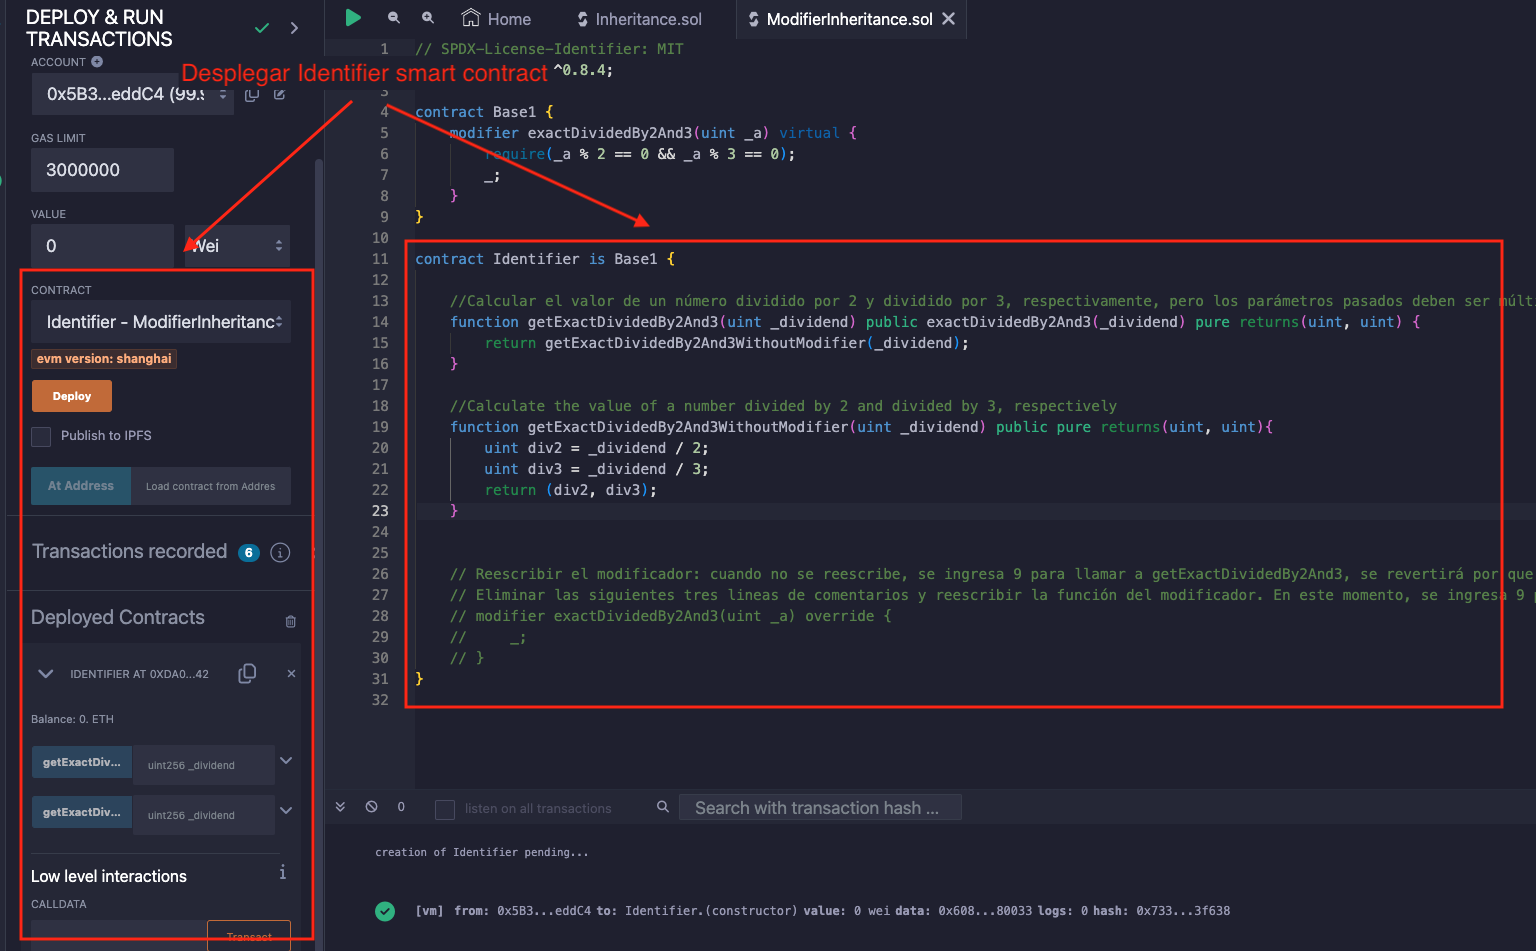 DEPLOY & RUN
TRANSACTIONS
ACCOUNT
0x5B3...eddC4 (99.
GAS LIMIT
3000000
VALUE
0
Wei
CONTRACT
Identifier - ModifierInheritanc
evm version: shanghai
Deploy
Publish to IPFS
At Address
Load contract from Addres
Transactions recorded 6 i
Deployed Contracts
IDENTIFIER AT 0XDA0...42
Balance: 0. ETH
getExactDiv...
uint256 _dividend
getExactDiv...
uint256 _dividend
Low level interactions
i
CALLDATA
Transact
Home
Inheritance.sol
ModifierInheritance.sol
Desplegar Identifier smart contract
1 // SPDX-License-Identifier: MIT
^0.8.4;
3
4 contract Base1 {
5 modifier exactDividedBy2And3(uint _a) virtual {
6 require(_a % 2 == 0 && _a % 3 == 0);
7 _;
8 }
9 }
10
11 contract Identifier is Base1 {
12
13 //Calcular el valor de un número dividido por 2 y dividido por 3, respectivamente, pero los parámetros pasados deben ser múlti
14 function getExactDividedBy2And3(uint _dividend) public exactDividedBy2And3(_dividend) pure returns(uint, uint) {
15 return getExactDividedBy2And3WithoutModifier(_dividend);
16 }
17
18 //Calculate the value of a number divided by 2 and divided by 3, respectively
19 function getExactDividedBy2And3WithoutModifier(uint _dividend) public pure returns(uint, uint){
20 uint div2 = _dividend / 2;
21 uint div3 = _dividend / 3;
22 return (div2, div3);
23 }
24
25
26 // Reescribir el modificador: cuando no se reescribe, se ingresa 9 para llamar a getExactDividedBy2And3, se revertirá por que
27 // Eliminar las siguientes tres lineas de comentarios y reescribir la función del modificador. En este momento, se ingresa 9 p
28 // modifier exactDividedBy2And3(uint _a) override {
29 // _;
30 // }
31 }
32
0
listen on all transactions
Search with transaction hash ...
creation of Identifier pending...
[vm] from: 0x5B3...eddC4 to: Identifier.(constructor) value: 0 wei data: 0x608...80033 logs: 0 hash: 0x733...3f638